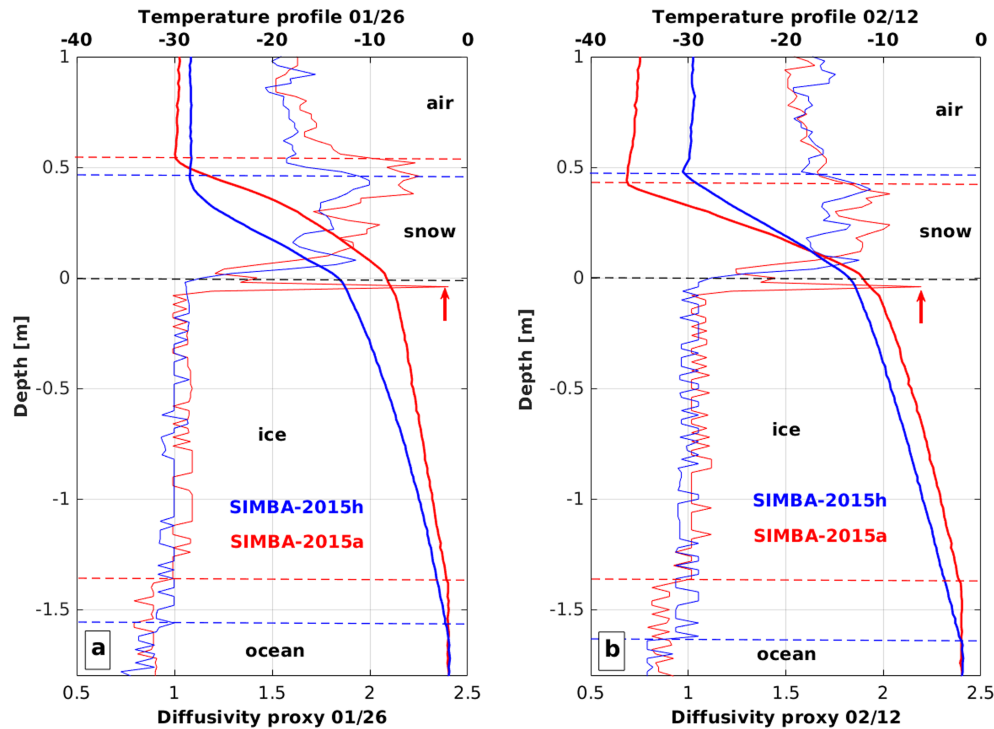 Temperature profile 01/26
-40 -30 -20 -10 0
1
0.5
0
-0.5
-1
-1.5
Depth [m]
air
snow
ice
SIMBA-2015h
SIMBA-2015a
ocean
a
0.5 1 1.5 2 2.5
Diffusivity proxy 01/26
Temperature profile 02/12
-40 -30 -20 -10 0
1
0.5
0
-0.5
-1
-1.5
Depth [m]
air
snow
ice
SIMBA-2015h
SIMBA-2015a
ocean
b
0.5 1 1.5 2 2.5
Diffusivity proxy 02/12